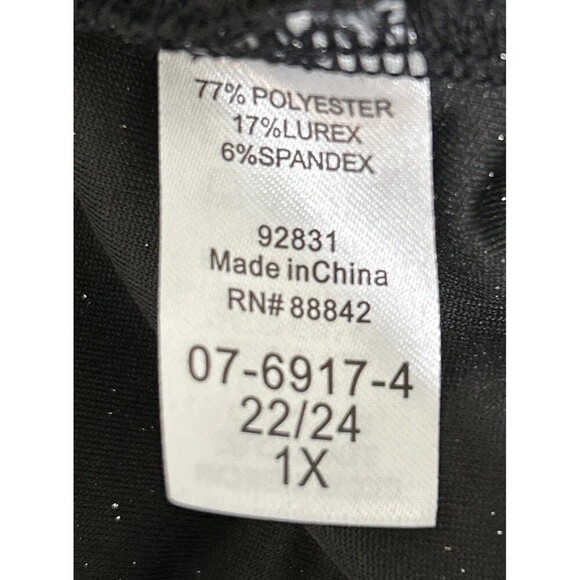 77% POLYESTER
17%LUREX
6%SPANDEX
92831
Made inChina
RN# 88842
07-6917-4
22/24
1X